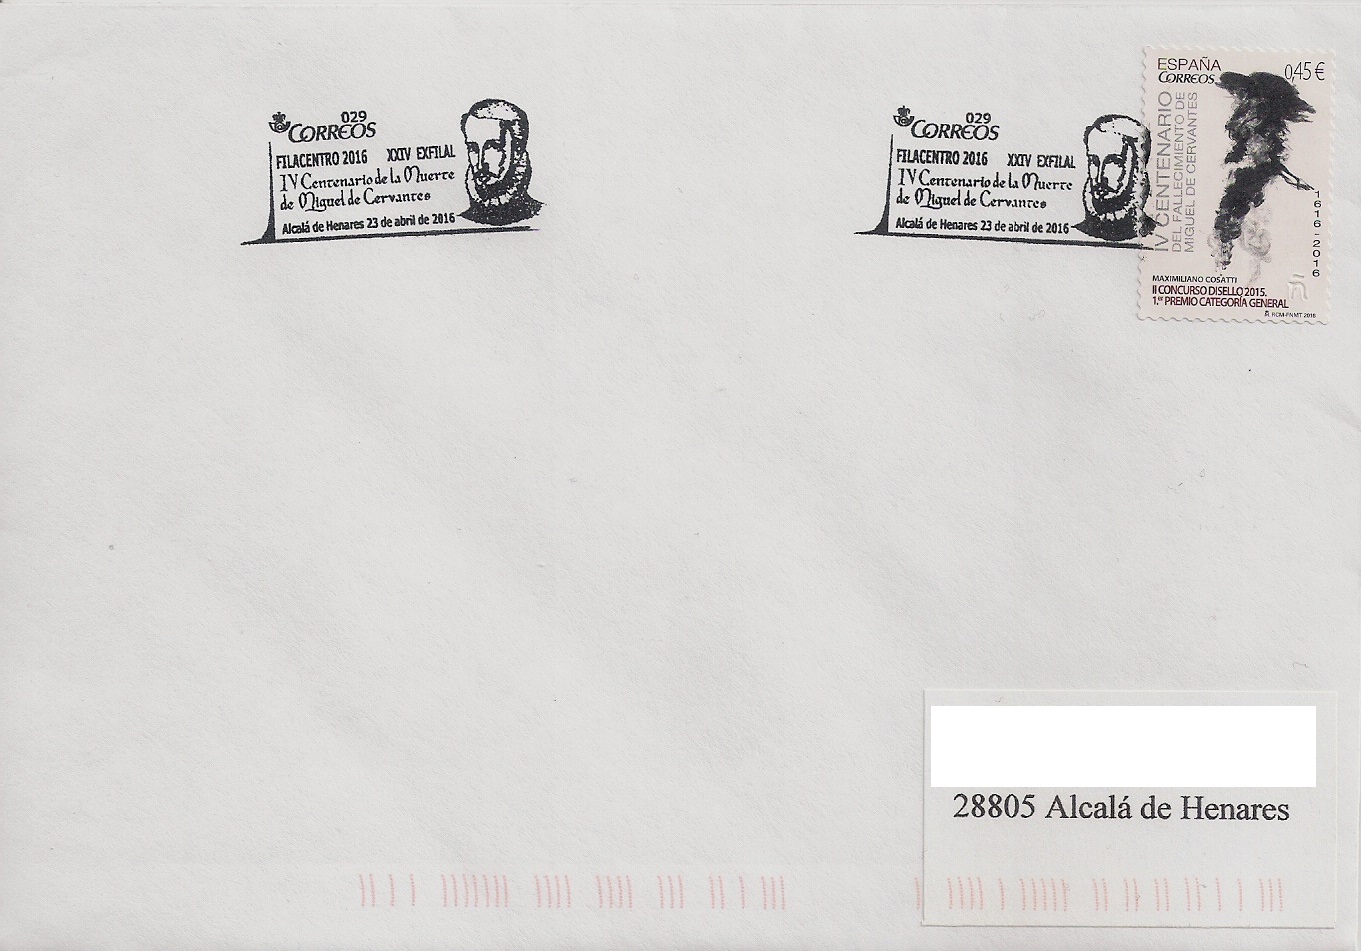 029
CORREOS
FILACENTRO 2016 XXIV EXFILAL
IV Centenario de la Muerte
de Miguel de Cervantes
Alcalá de Henares 23 de abril de 2016
029
CORREOS
FILACENTRO 2016 XXIV EXFILAL
IV Centenario de la Muerte
de Miguel de Cervantes
Alcalá de Henares 23 de abril de 2016
ESPAÑA 0,45 €
CORREOS
IV CENTENARIO
DEL FALLECIMIENTO DE
MIGUEL DE CERVANTES
1616-2016
MAXIMILIANO COSATTI
II CONCURSO DISELLO 2015.
1.er PREMIO CATEGORÍA GENERAL
RCM-FNMT 2016
28805 Alcalá de Henares